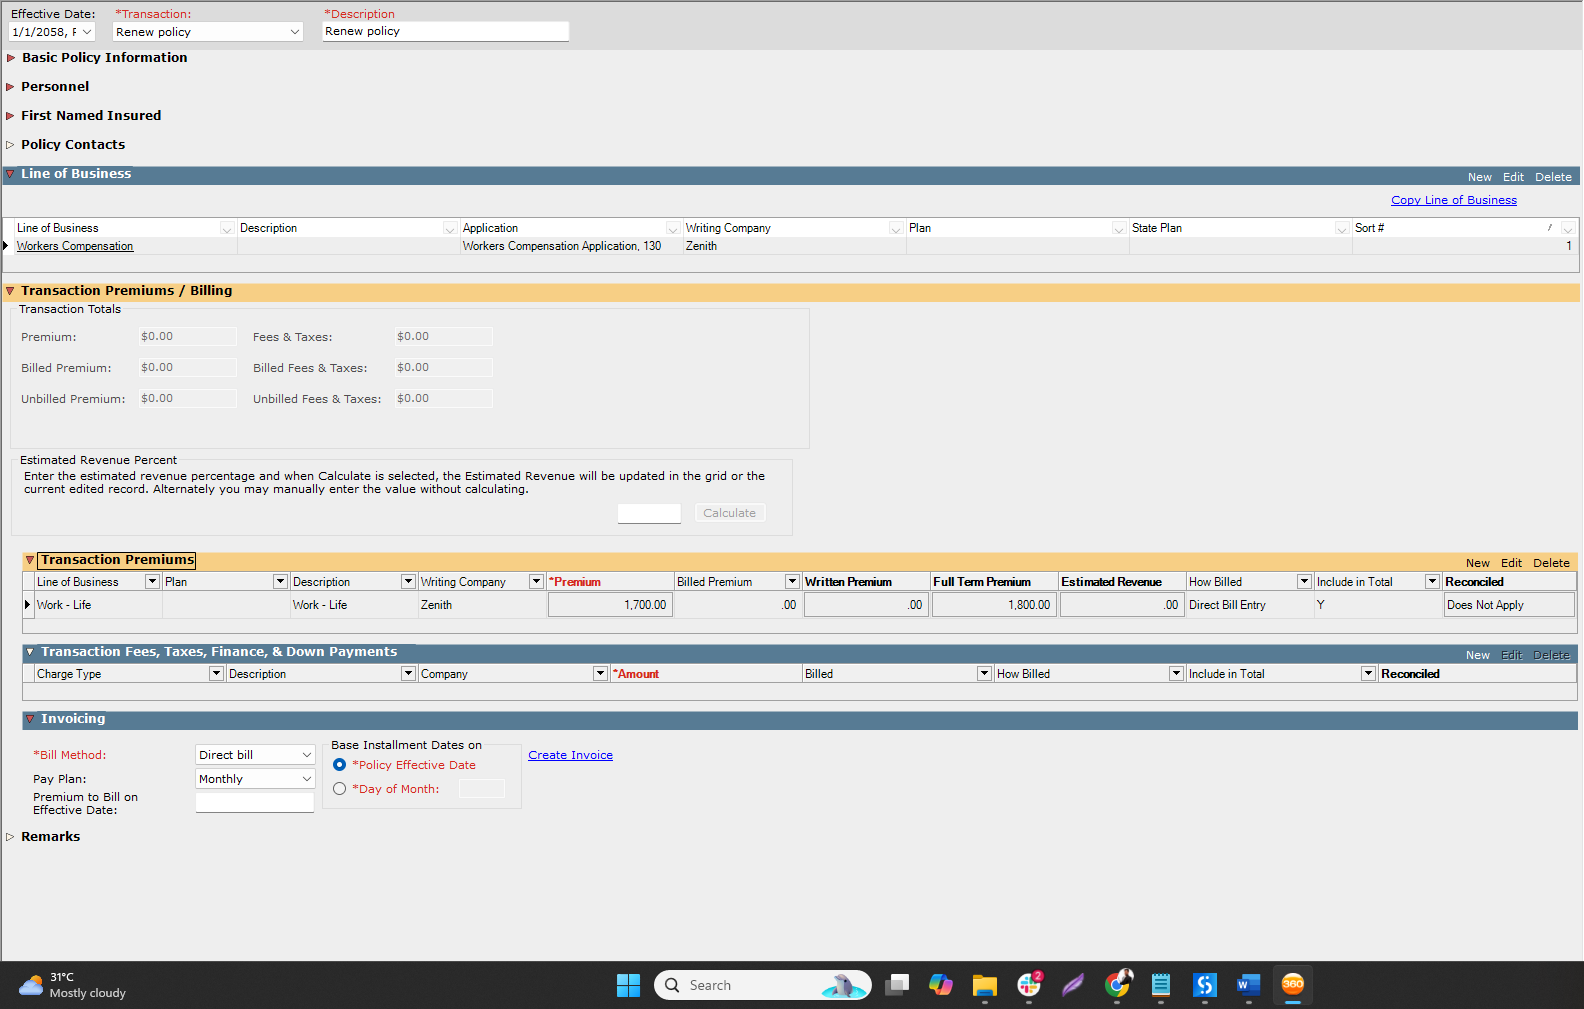 Effective Date: *Transaction: *Description
1/1/2058, F Renew policy Renew policy
Basic Policy Information
Personnel
First Named Insured
Policy Contacts
Line of Business New Edit Delete
Copy Line of Business
Line of Business Description Application Writing Company Plan State Plan Sort #
Workers Compensation Workers Compensation Application, 130 Zenith 1
Transaction Premiums / Billing
Transaction Totals
Premium: $0.00 Fees & Taxes: $0.00
Billed Premium: $0.00 Billed Fees & Taxes: $0.00
Unbilled Premium: $0.00 Unbilled Fees & Taxes: $0.00
Estimated Revenue Percent
Enter the estimated revenue percentage and when Calculate is selected, the Estimated Revenue will be updated in the grid or the
current edited record. Alternately you may manually enter the value without calculating.
Calculate
Transaction Premiums New Edit Delete
Line of Business Plan Description Writing Company *Premium Billed Premium Written Premium Full Term Premium Estimated Revenue How Billed Include in Total Reconciled
Work - Life Work - Life Zenith 1,700.00 .00 .00 1,800.00 .00 Direct Bill Entry Y Does Not Apply
Transaction Fees, Taxes, Finance, & Down Payments New Edit Delete
Charge Type Description Company *Amount Billed How Billed Include in Total Reconciled
Invoicing
*Bill Method: Direct bill Base Installment Dates on Create Invoice
*Policy Effective Date
Pay Plan: Monthly *Day of Month:
Premium to Bill on
Effective Date:
Remarks
31°C
Mostly cloudy
Search
2
W
360